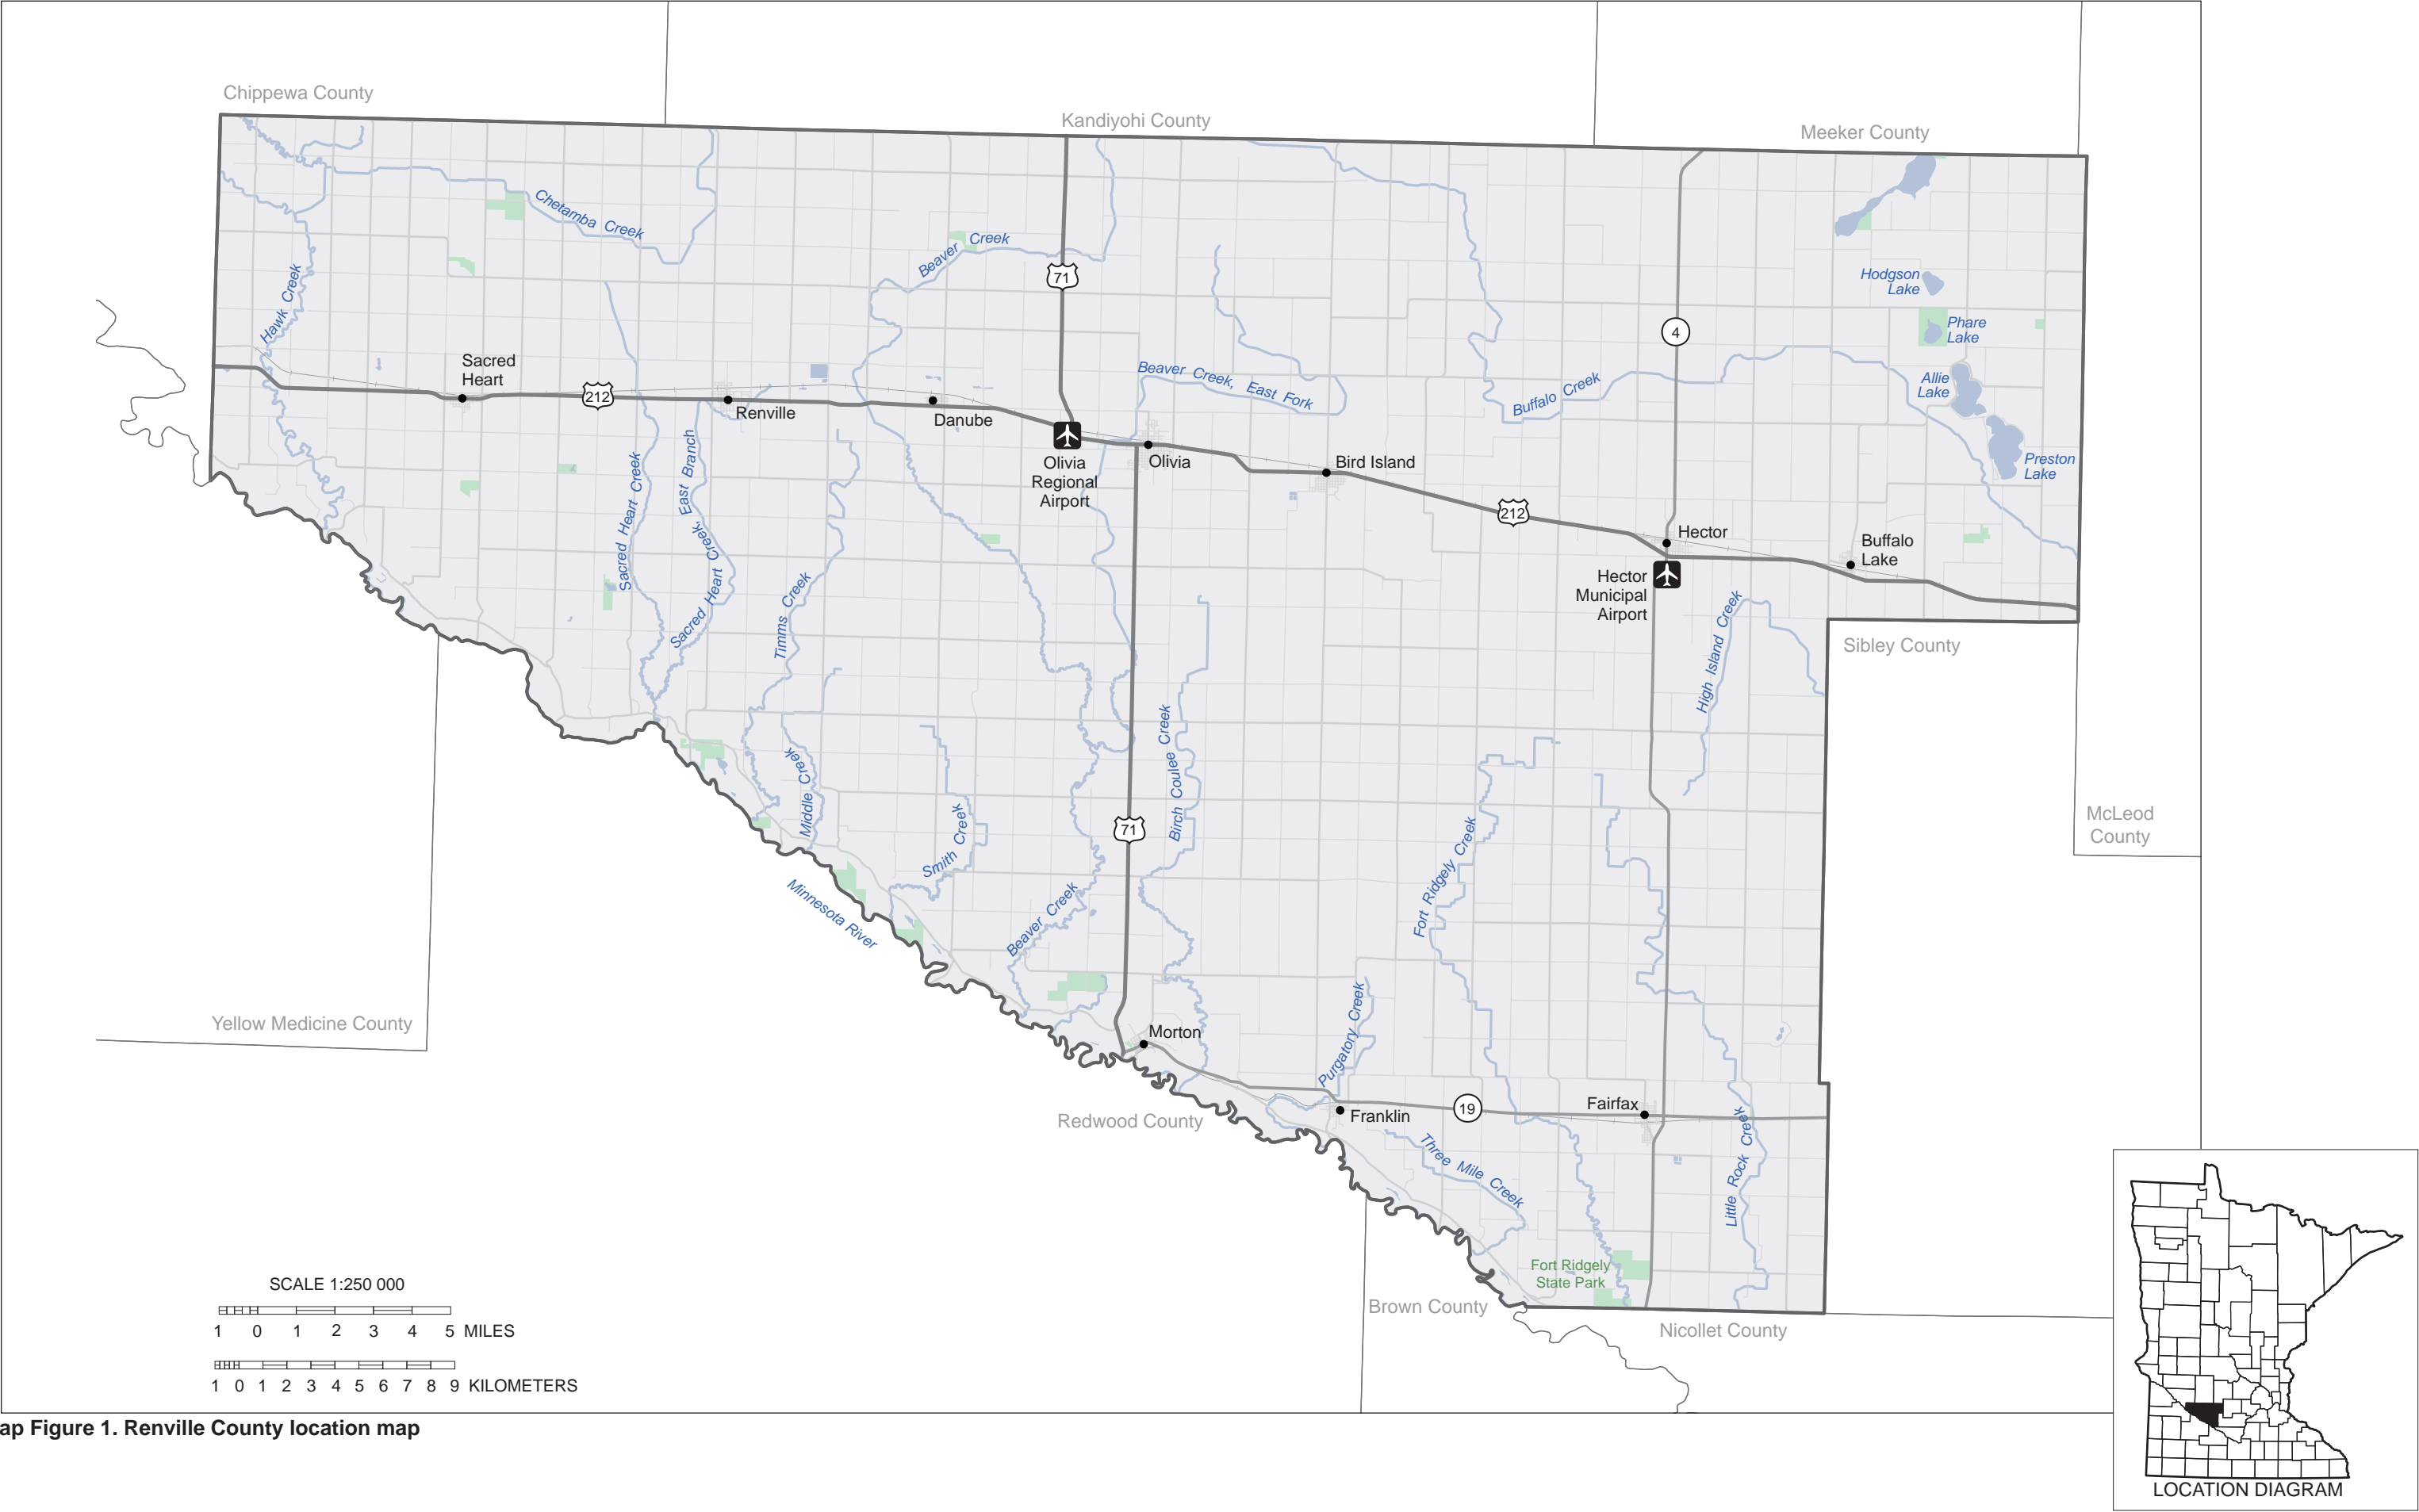 Chippewa County
Kandiyohi County
Meeker County
Chetamba Creek
Beaver Creek
Hawk Creek
71
4
Hodgson
Lake
Phare
Lake
Sacred
Heart
212
Renville
Danube
Beaver Creek, East Fork
Buffalo Creek
Allie
Lake
Preston
Lake
Olivia
Regional
Airport
Olivia
Bird Island
212
Hector
Buffalo
Lake
Hector
Municipal
Airport
Sacred Heart Creek
Sacred Heart Creek, East Branch
Timms Creek
High Island Creek
Sibley County
Middle Creek
Smith Creek
Birch Coulee Creek
71
Fort Ridgely Creek
McLeod
County
Minnesota River
Beaver Creek
Yellow Medicine County
Morton
Purgatory Creek
Redwood County
Franklin
19
Fairfax
Three Mile Creek
Little Rock Creek
Fort Ridgely
State Park
Brown County
Nicollet County
SCALE 1:250 000
1 0 1 2 3 4 5 MILES
1 0 1 2 3 4 5 6 7 8 9 KILOMETERS
ap Figure 1. Renville County location map
LOCATION DIAGRAM